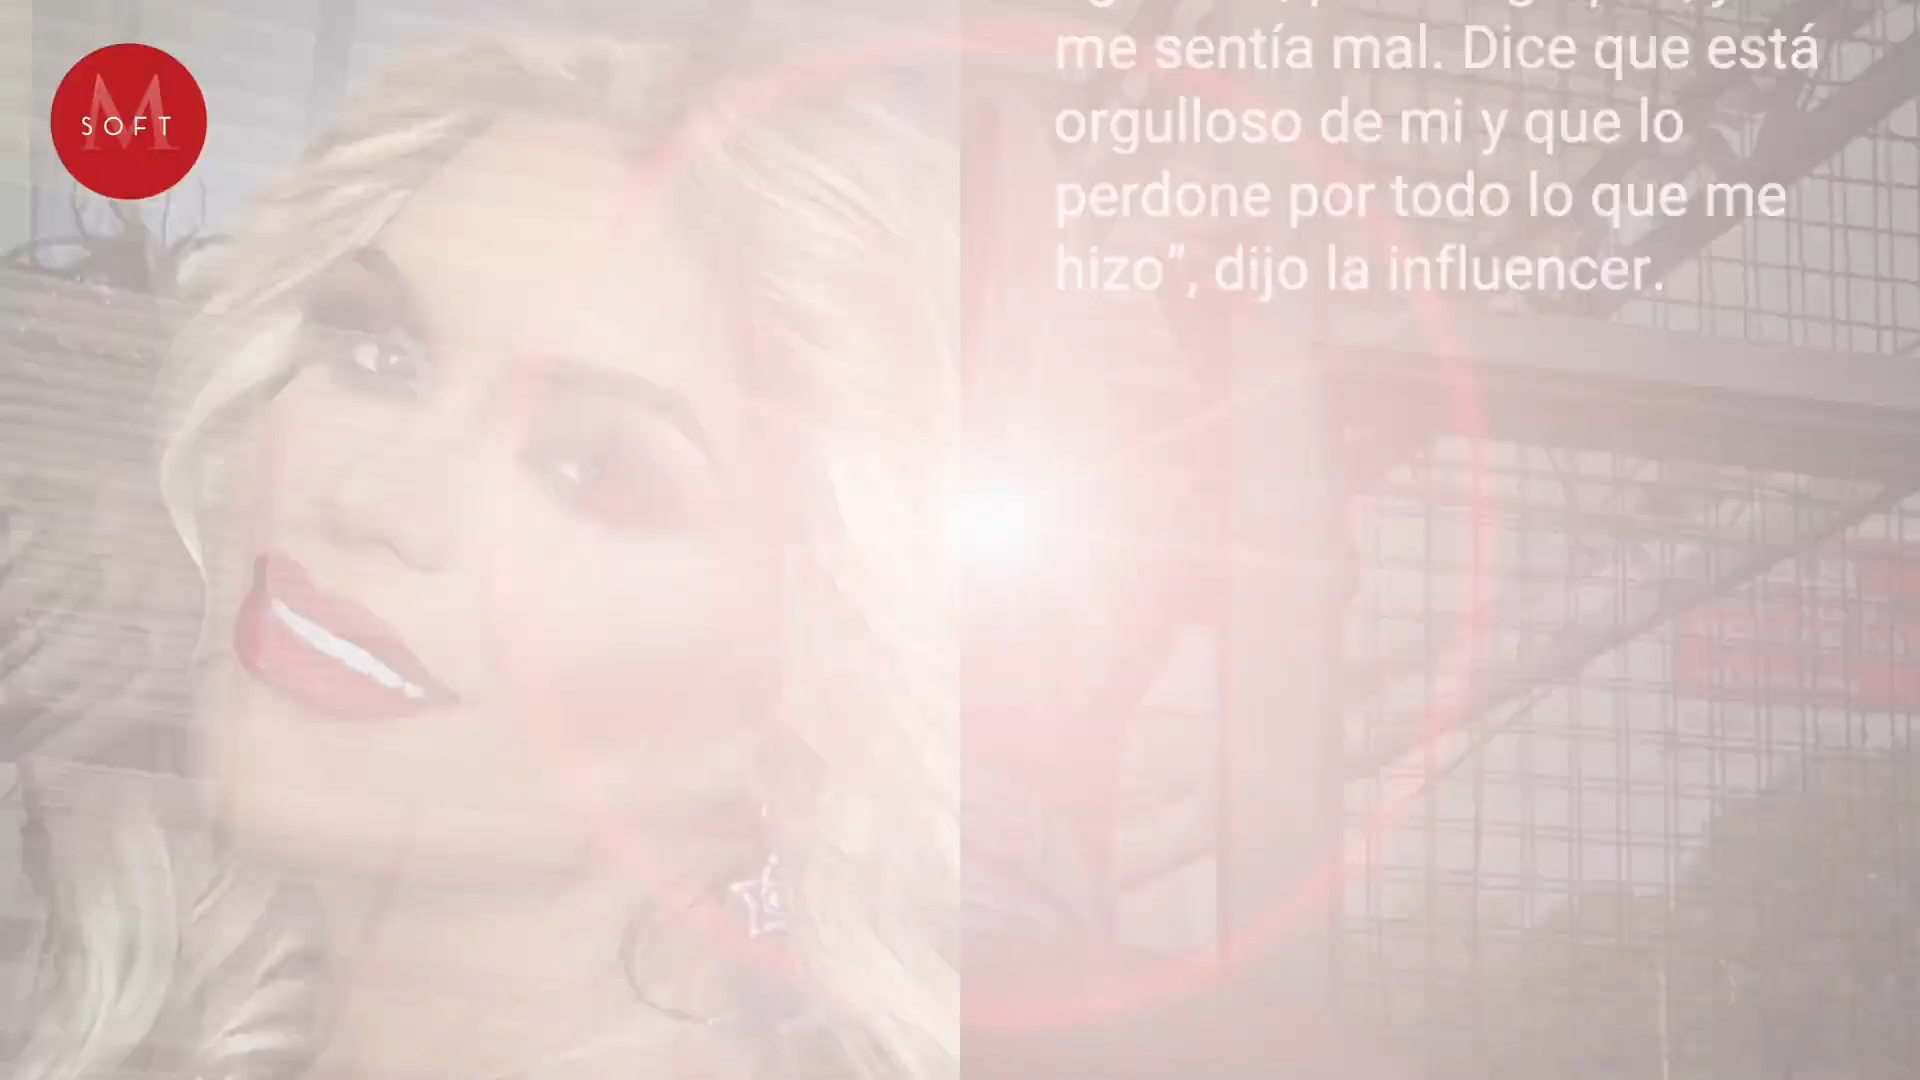 M
SOFT
me sentía mal. Dice que está
orgulloso de mi y que lo
perdone por todo lo que me
hizo”, dijo la influencer.